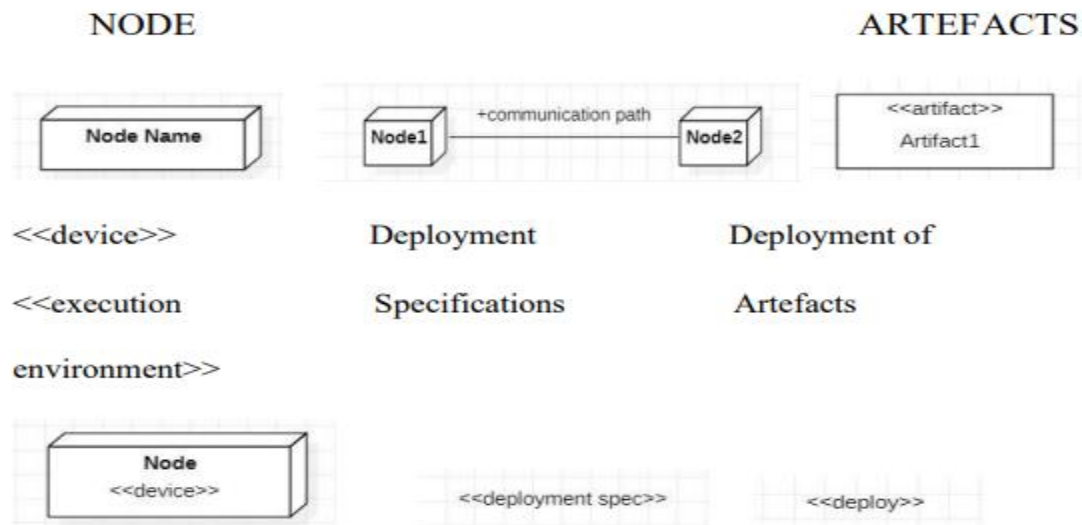 NODE ARTEFACTS
Node Name
Node1
+communication path
Node2
<<artifact>>
Artifact1
<<device>> Deployment Deployment of
<<execution Specifications Artefacts
environment>>
Node
<<device>>
<<deployment spec>>
<<deploy>>